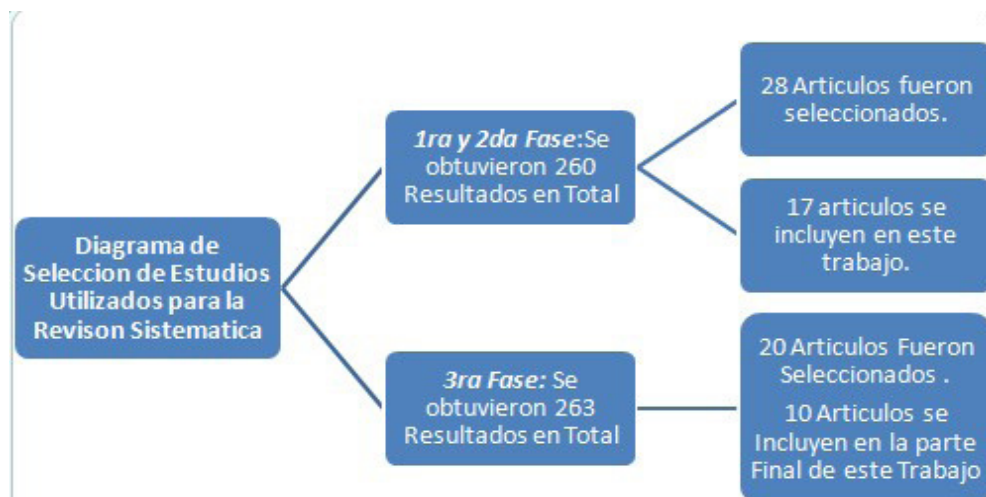 Diagrama de
Seleccion de Estudios
Utilizados para la
Revison Sistematica
1ra y 2da Fase:Se
obtuvieron 260
Resultados en Total
28 Articulos fueron
seleccionados.
17 articulos se
incluyen en este
trabajo.
3ra Fase: Se
obtuvieron 263
Resultados en Total
20 Articulos Fueron
Seleccionados .
10 Articulos se
Incluyen en la parte
Final de este Trabajo